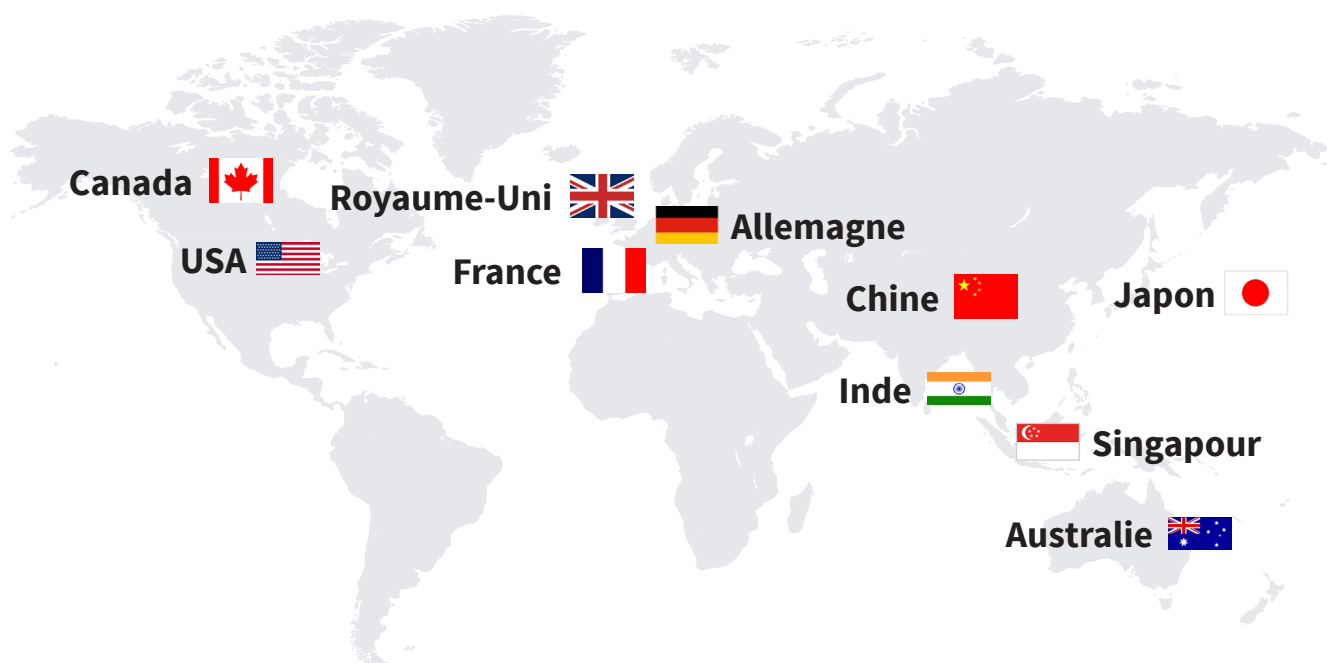 Canada
Royaume-Uni
Allemagne
USA
France
Chine
Japon
Inde
Singapour
Australie